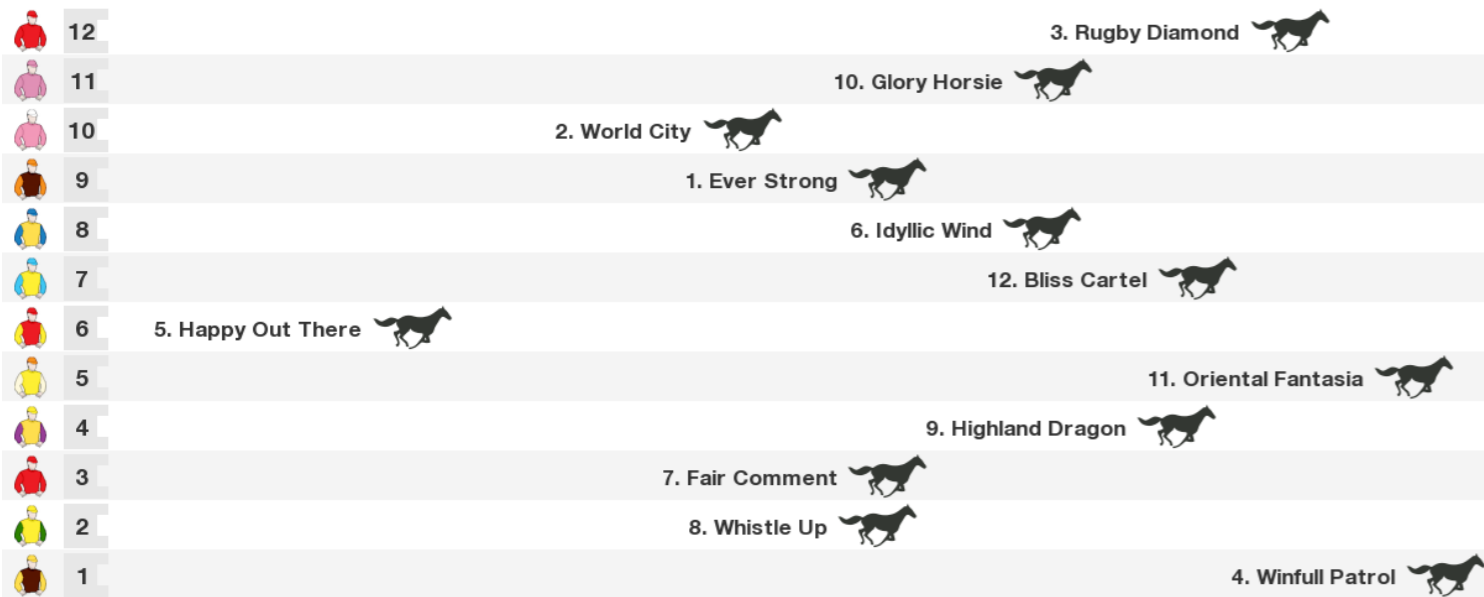 12 3. Rugby Diamond
11 10. Glory Horsie
10 2. World City
9 1. Ever Strong
8 6. Idyllic Wind
7 12. Bliss Cartel
6 5. Happy Out There
5 11. Oriental Fantasia
4 9. Highland Dragon
3 7. Fair Comment
2 8. Whistle Up
1 4. Winfull Patrol